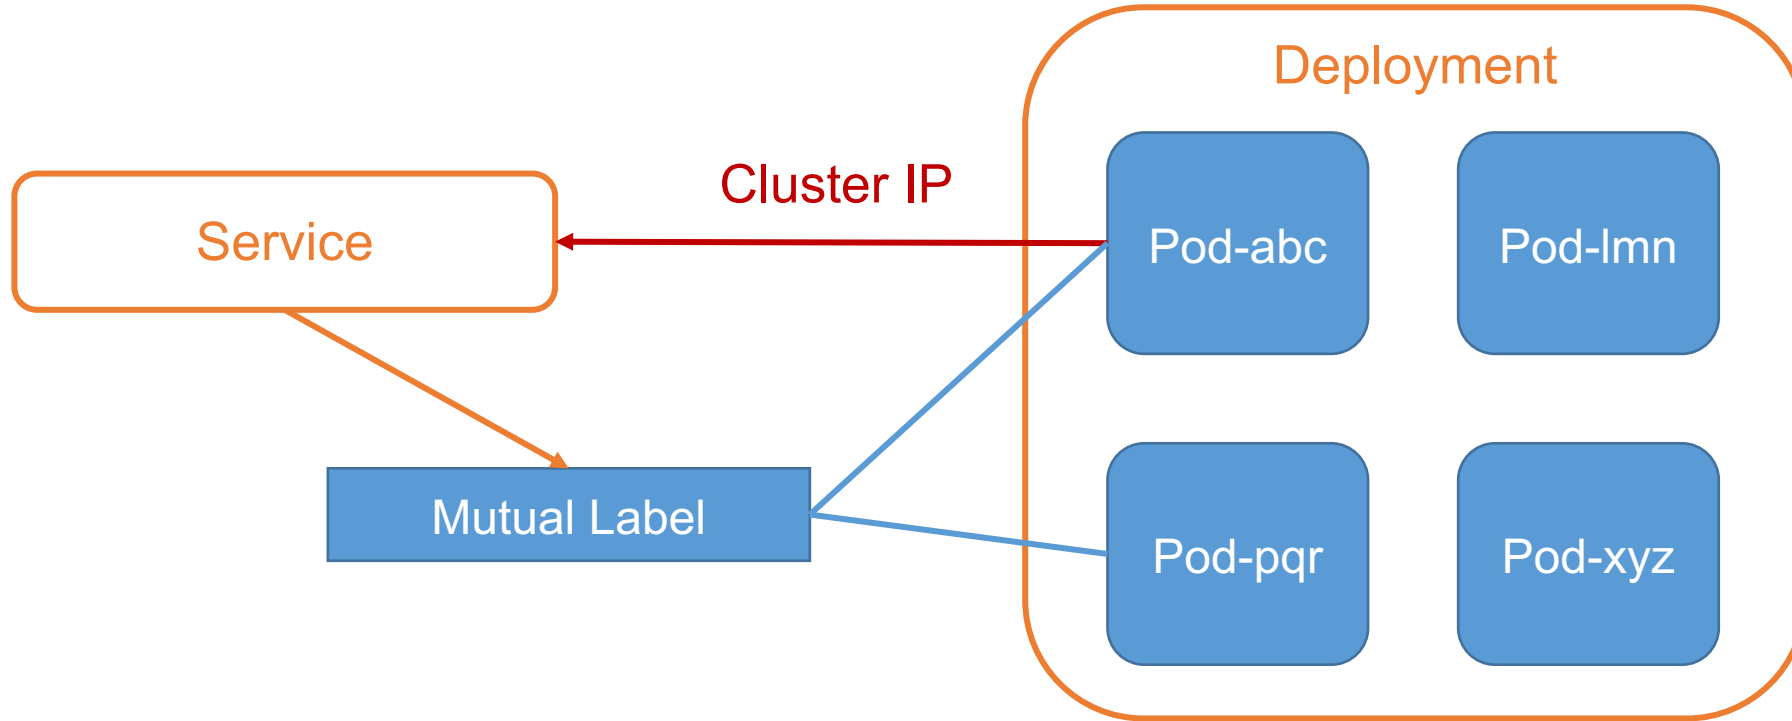 Deployment
Cluster IP
Service
Pod-abc
Pod-lmn
Mutual Label
Pod-pqr
Pod-xyz